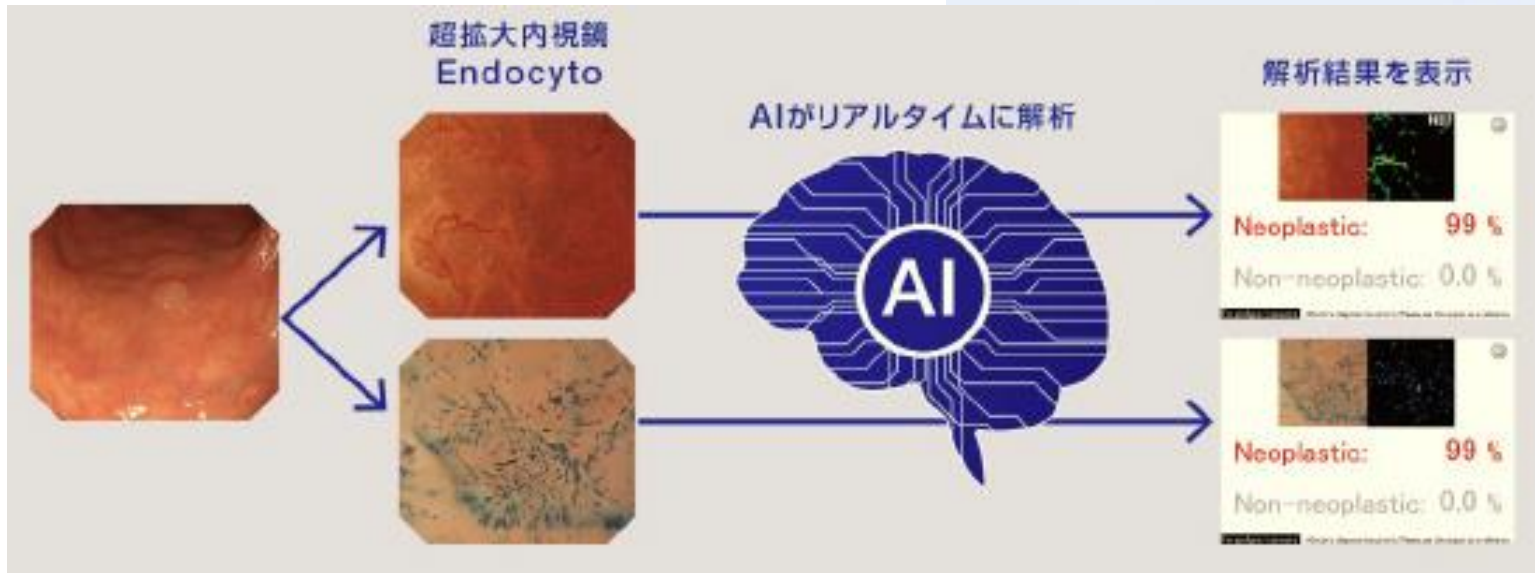 超拡大内視鏡
Endocyto
AIがリアルタイムに解析
AI
解析結果を表示
Neoplastic: 99 %
Non-neoplastic: 0.0 %
Neoplastic: 99 %
Non-neoplastic: 0.0 %